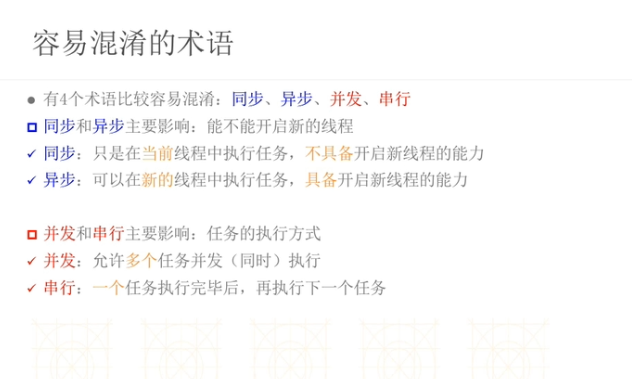 容易混淆的术语
有4个术语比较容易混淆：同步、异步、并发、串行
同步和异步主要影响：能不能开启新的线程
同步：只是在当前线程中执行任务，不具备开启新线程的能力
异步：可以在新的线程中执行任务，具备开启新线程的能力
并发和串行主要影响：任务的执行方式
并发：允许多个任务并发（同时）执行
串行：一个任务执行完毕后，再执行下一个任务